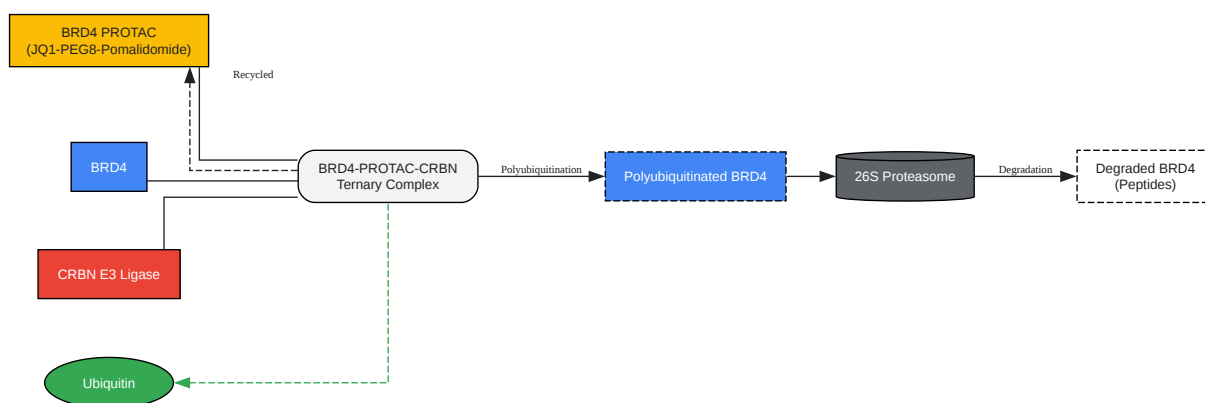 BRD4 PROTAC
(JQ1-PEG8-Pomalidomide)
Recycled
BRD4
BRD4-PROTAC-CRBN
Ternary Complex
Polyubiquitination
Polyubiquitinated BRD4
26S Proteasome
Degradation
Degraded BRD4
(Peptides)
CRBN E3 Ligase
Ubiquitin